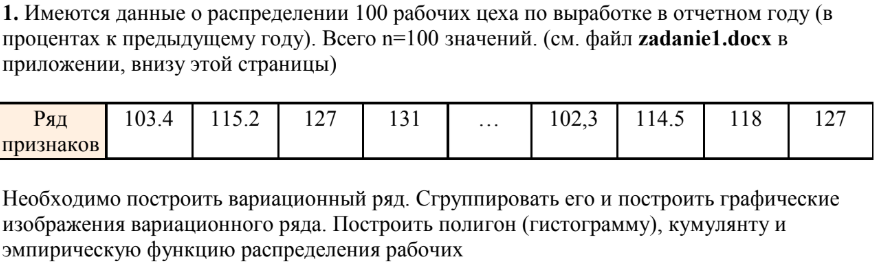 1. Имеются данные о распределении 100 рабочих цеха по выработке в отчетном году (в
процентах к предыдущему году). Всего n=100 значений. (см. файл zadanie1.docx в
приложении, внизу этой страницы)
Ряд признаков 103.4 115.2 127 131 … 102,3 114.5 118 127
Необходимо построить вариационный ряд. Сгруппировать его и построить графические
изображения вариационного ряда. Построить полигон (гистограмму), кумулянту и
эмпирическую функцию распределения рабочих